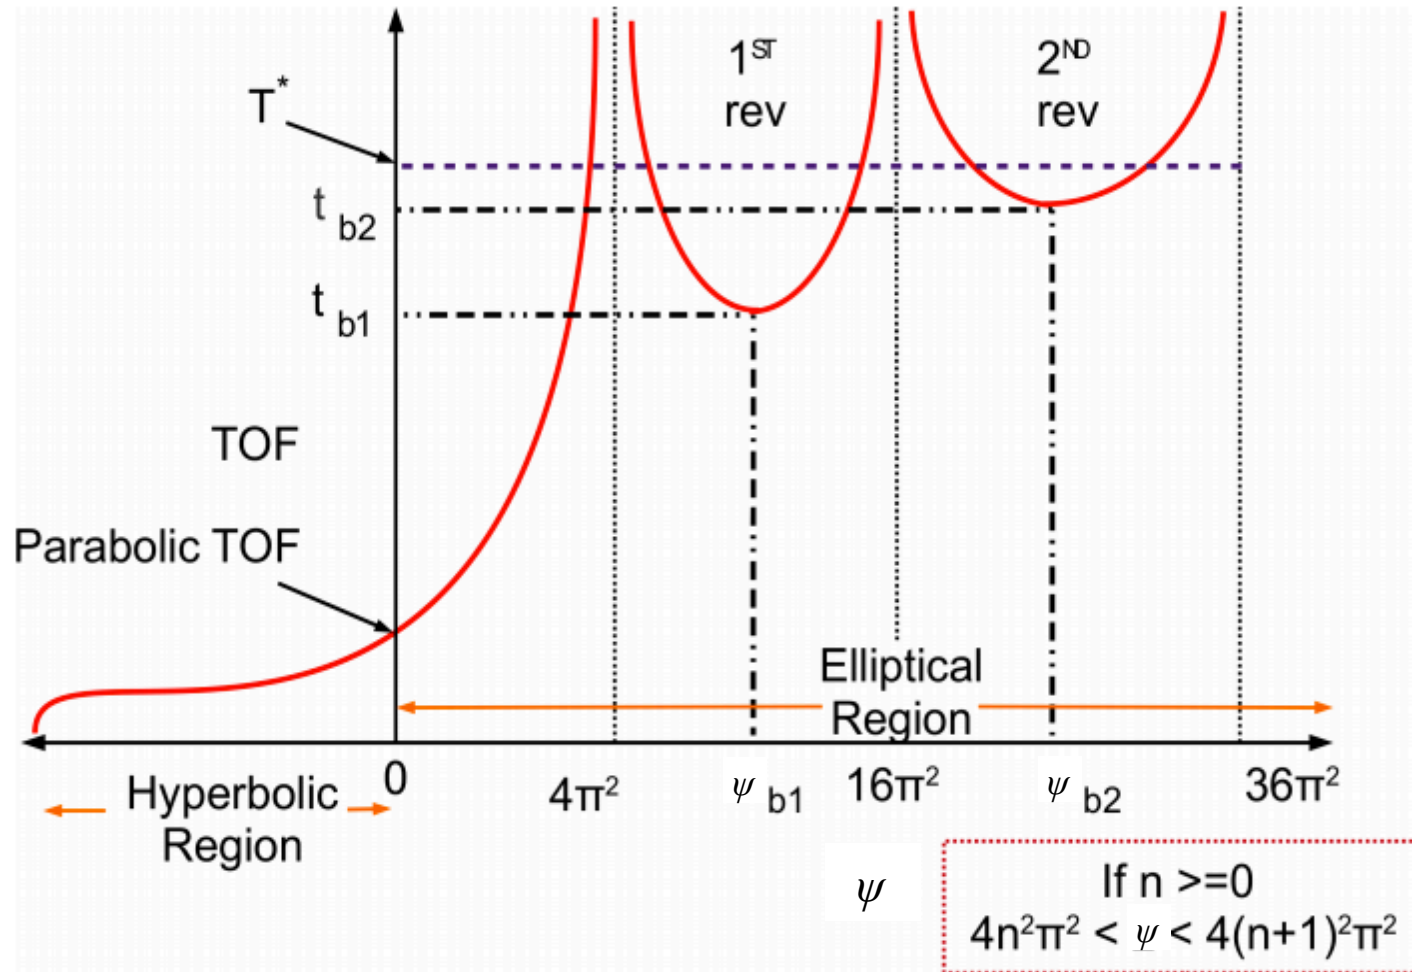 1ST
rev
2ND
rev
T*
t b2
t b1
TOF
Parabolic TOF
Elliptical
Region
0
4π²
ψ b1
16π²
ψ b2
36π²
Hyperbolic
Region
ψ
If n >=0
4n²π² < ψ < 4(n+1)²π²